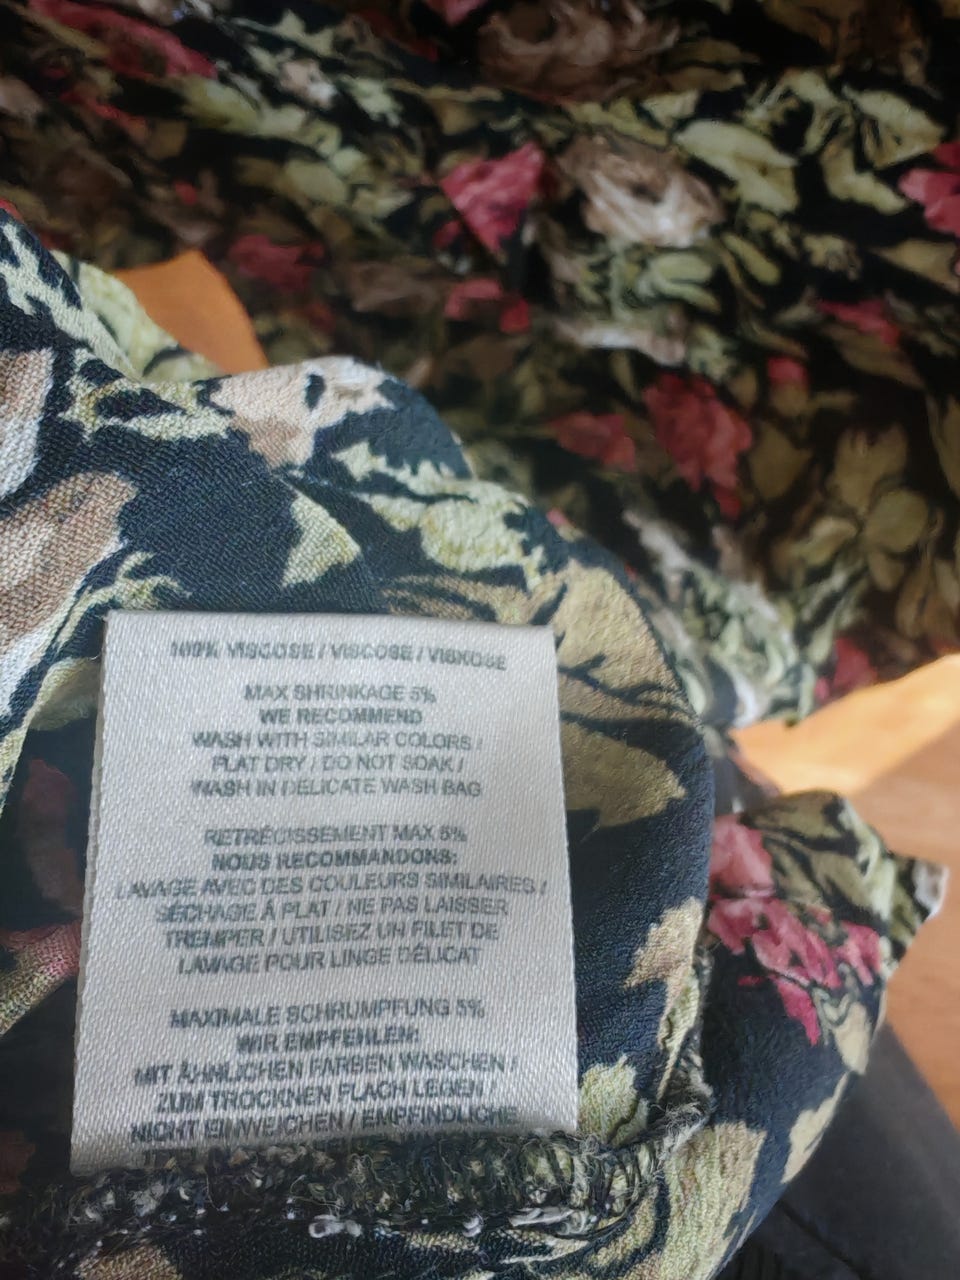 100% VISCOSE / VISCOSE / VISKOSE
MAX SHRINKAGE 5%
WE RECOMMEND
WASH WITH SIMILAR COLORS /
FLAT DRY / DO NOT SOAK /
WASH IN DELICATE WASH BAG
RETRÉCISSEMENT MAX 5%
NOUS RECOMMANDONS:
LAVAGE AVEC DES COULEURS SIMILAIRES /
SÉCHAGE À PLAT / NE PAS LAISSER
TREMPER / UTILISEZ UN FILET DE
LAVAGE POUR LINGE DÉLICAT
MAXIMALE SCHRUMPFUNG 5%
WIR EMPFEHLEN:
MIT ÄHNLICHEN FARBEN WASCHEN /
ZUM TROCKNEN FLACH LEGEN /
NICHT EINWEICHEN / EMPFINDLICHE